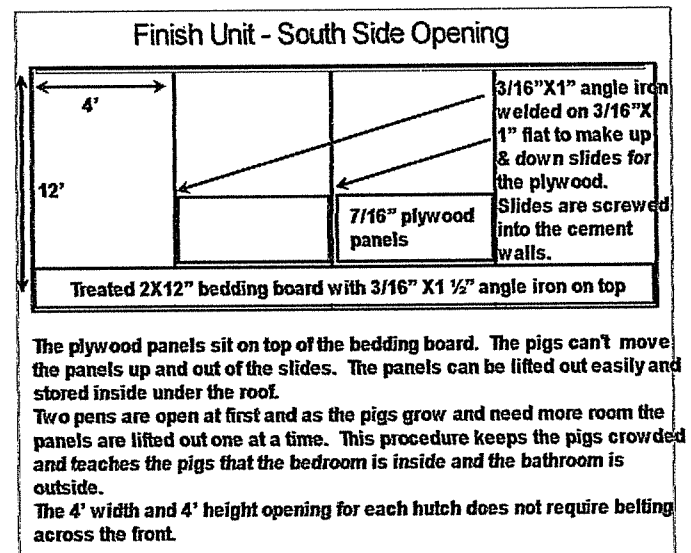 Finish Unit - South Side Opening
4'
12'
3/16”X1” angle iron
welded on 3/16”X
1” flat to make up
& down slides for
the plywood.
Slides are screwed
into the cement
walls.
7/16” plywood
panels
Treated 2X12” bedding board with 3/16” X1 ½” angle iron on top
The plywood panels sit on top of the bedding board. The pigs can't move
the panels up and out of the slides. The panels can be lifted out easily and
stored inside under the roof.
Two pens are open at first and as the pigs grow and need more room the
panels are lifted out one at a time. This procedure keeps the pigs crowded
and teaches the pigs that the bedroom is inside and the bathroom is
outside.
The 4' width and 4' height opening for each hutch does not require belting
across the front.